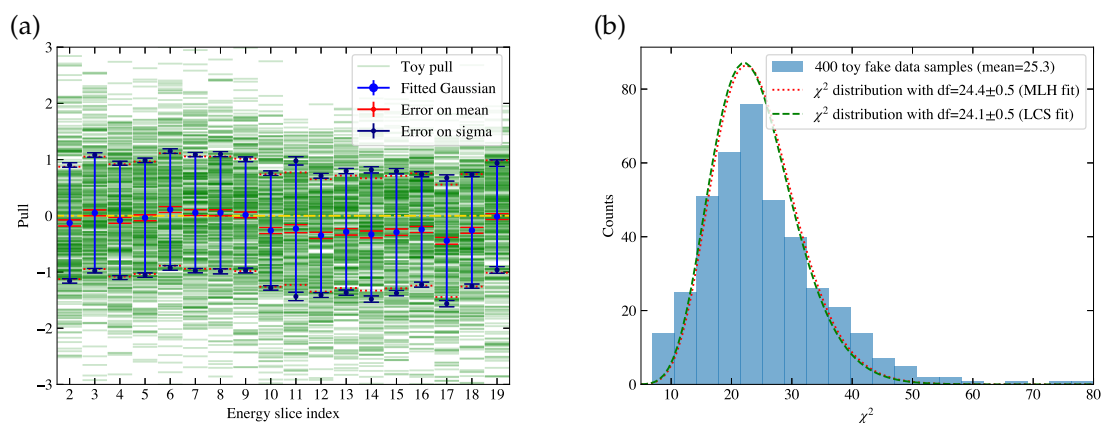 (a)
3
2
1
0
−1
−2
−3
Pull
Toy pull
Fitted Gaussian
Error on mean
Error on sigma
2 3 4 5 6 7 8 9 10 11 12 13 14 15 16 17 18 19
Energy slice index
(b)
80
60
40
20
0
Counts
400 toy fake data samples (mean=25.3)
χ² distribution with df=24.4±0.5 (MLH fit)
χ² distribution with df=24.1±0.5 (LCS fit)
10 20 30 40 50 60 70 80
χ²